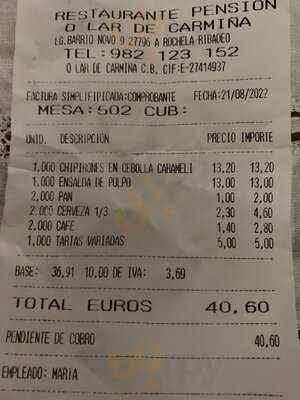 RESTAURANTE PENSION
O LAR DE CARMIÑA
LG.BARRIO NOVO 9 27796 A ROCHELA RIBADEO
TEL:982 123 152
O LAR DE CARMIÑA C.B. CIF:E-27414937
FACTURA SIMPLIFIPICADA:COMPROBANTE FECHA:21/08/2022
MESA:502 CUB:
UNID. DESCRIPCION PRECIO IMPORTE
1,000 CHIPIRONES EN CEBOLLA CARAMELI 13,20 13,20
1.000 ENSALDA DE PULPO 13,00 13,00
2.000 PAN 1,00 2,00
2.000 CERVEZA 1/3 2,30 4,60
2.000 CAFE 1,40 2,80
1,000 TARTAS VARIADAS 5,00 5,00
BASE: 36,91 10,00 DE IVA: 3,69
TOTAL EUROS 40,60
PENDIENTE DE COBRO 40,60
EMPLEADO: MARIA